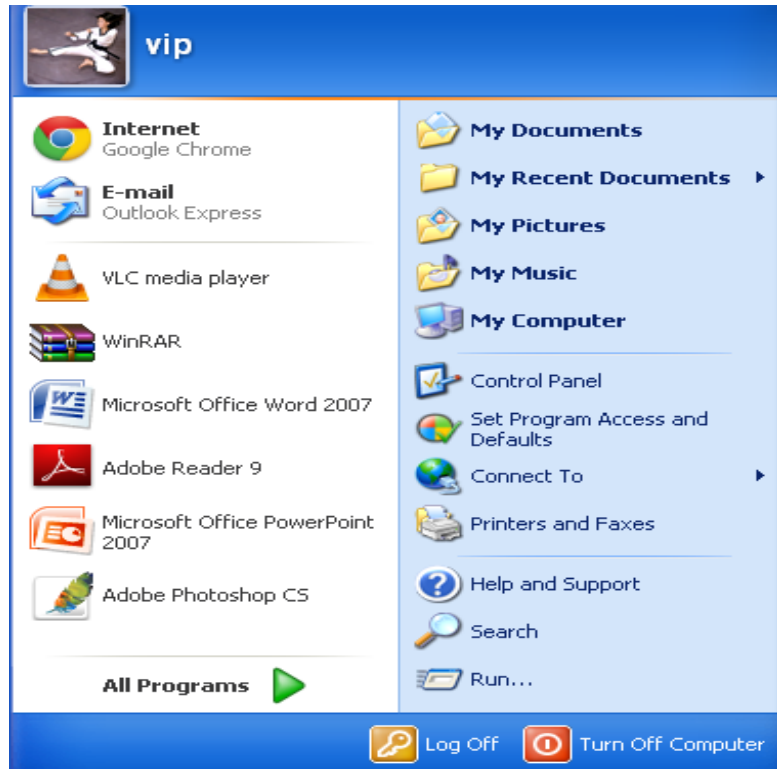 vip
Internet
Google Chrome
E-mail
Outlook Express
VLC media player
WinRAR
Microsoft Office Word 2007
Adobe Reader 9
Microsoft Office PowerPoint
2007
Adobe Photoshop CS
All Programs
My Documents
My Recent Documents
My Pictures
My Music
My Computer
Control Panel
Set Program Access and
Defaults
Connect To
Printers and Faxes
Help and Support
Search
Run...
Log Off
Turn Off Computer